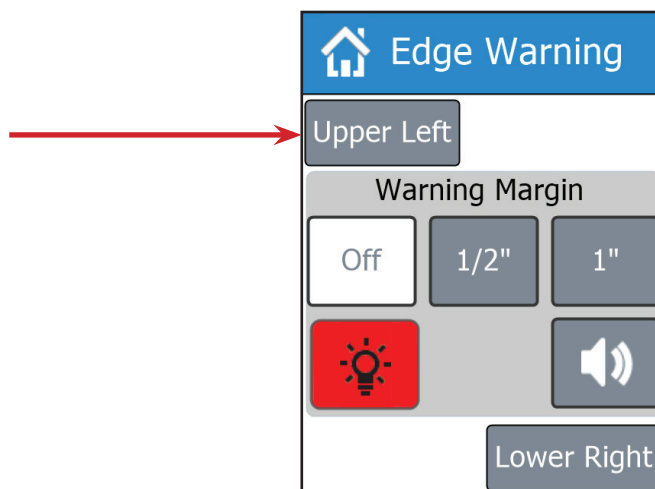 Edge Warning
Upper Left
Warning Margin
Off 1/2" 1"
Lower Right